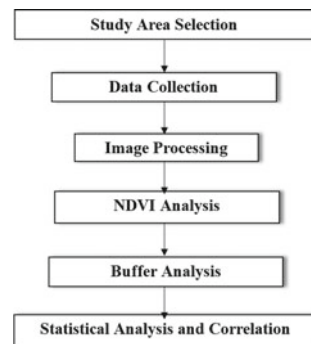 Study Area Selection
Data Collection
Image Processing
NDVI Analysis
Buffer Analysis
Statistical Analysis and Correlation